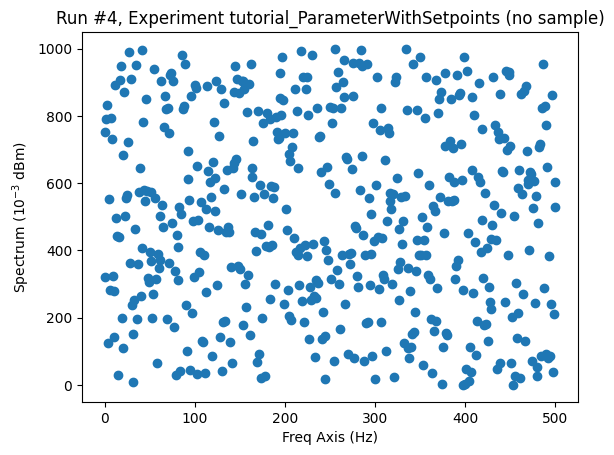 Run #4, Experiment tutorial_ParameterWithSetpoints (no sample)
1000
800
600
400
200
0
Spectrum (10⁻³ dBm)
0 100 200 300 400 500
Freq Axis (Hz)